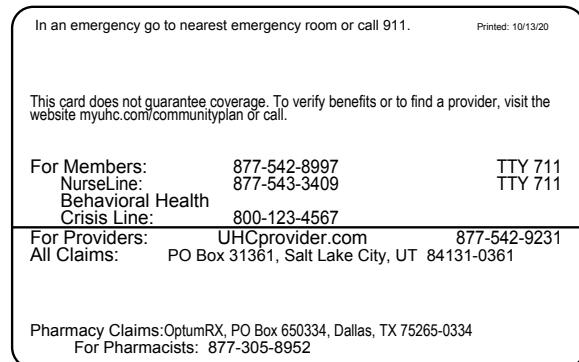 In an emergency go to nearest emergency room or call 911. Printed: 10/13/20
This card does not guarantee coverage. To verify benefits or to find a provider, visit the
website myuhc.com/communityplan or call.
For Members: 877-542-8997 TTY 711
NurseLine: 877-543-3409 TTY 711
Behavioral Health
Crisis Line: 800-123-4567
For Providers: UHCprovider.com 877-542-9231
All Claims: PO Box 31361, Salt Lake City, UT 84131-0361
Pharmacy Claims:OptumRX, PO Box 650334, Dallas, TX 75265-0334
For Pharmacists: 877-305-8952